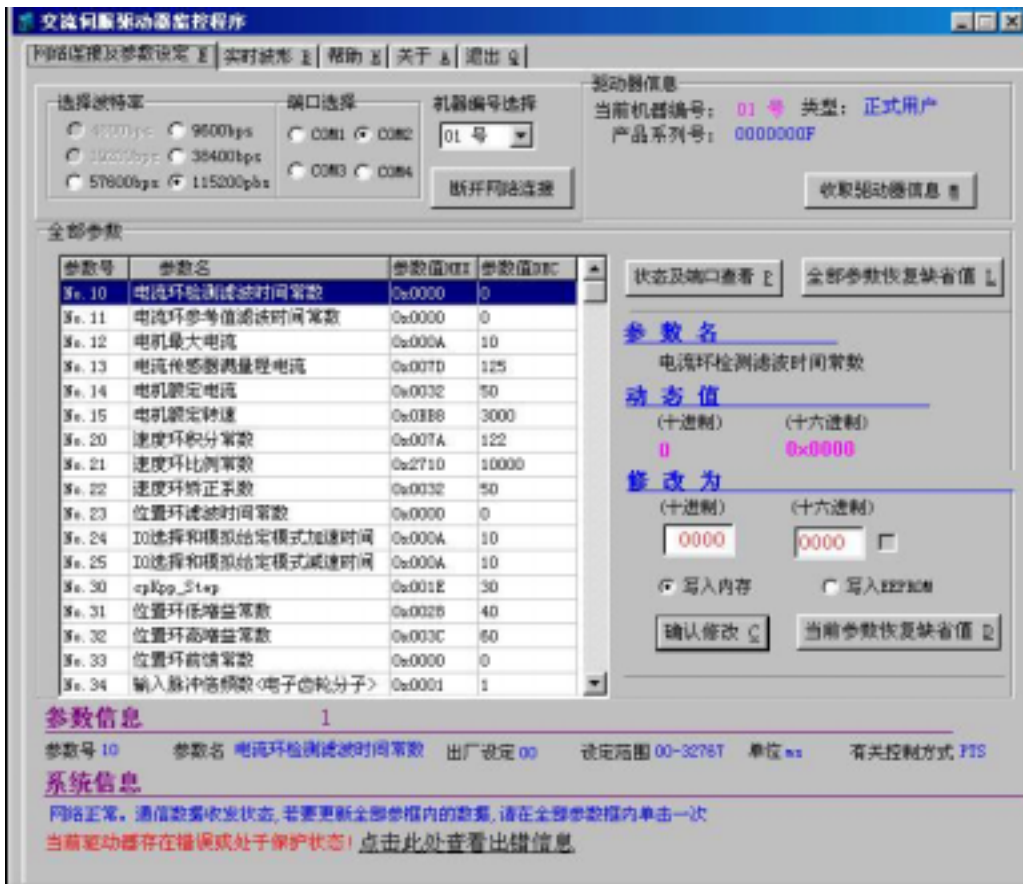 交流伺服驱动器监控程序
网络连接及参数设定 实时波形 帮助 关于 A 退出 Q
驱动器信息
选择波特率 端口选择 机器编号选择
当前机器编号: 01 号 类型: 正式用户
9600bps COM1 COM2 01 号
产品系列号: 0000000F
38400bps
COM3 COM4
57600bps 115200pbs 断开网络连接 收取驱动器信息
全部参数
参数号 参数名 参数值HEX 参数值DEC
No.10 电流环检测滤波时间常数 0x0000 0
No.11 电流环参考值滤波时间常数 0x0000 0
No.12 电机最大电流 0x000A 10
No.13 电流传感器满量程电流 0x007D 125
No.14 电机额定电流 0x0032 50
No.15 电机额定转速 0x0BB8 3000
No.20 速度环积分常数 0x007A 122
No.21 速度环比例常数 0x2710 10000
No.22 速度环矫正系数 0x0032 50
No.23 位置环滤波时间常数 0x0000 0
No.24 IO选择和模拟给定模式加速时间 0x000A 10
No.25 IO选择和模拟给定模式减速时间 0x000A 10
No.30 cpKpp_Step 0x001E 30
No.31 位置环低增益常数 0x0028 40
No.32 位置环高增益常数 0x003C 60
No.33 位置环前馈常数 0x0000 0
No.34 输入脉冲倍频数<电子齿轮分子> 0x0001 1
状态及端口查看 P 全部参数恢复缺省值 L
参 数 名
电流环检测滤波时间常数
动 态 值
(十进制) (十六进制)
0 0x0000
修 改 为
(十进制) (十六进制)
0000 0000
写入内存 写入EEPROM
确认修改 C 当前参数恢复缺省值 D
参数信息 1
参数号 10 参数名 电流环检测滤波时间常数 出厂设定 00 设定范围 00-32767 单位 ms 有关控制方式 PTS
系统信息
网络正常。通信数据收发状态,若要更新全部参框内的数据,请在全部参数框内单击一次
当前驱动器存在错误或处于保护状态! 点击此处查看出错信息